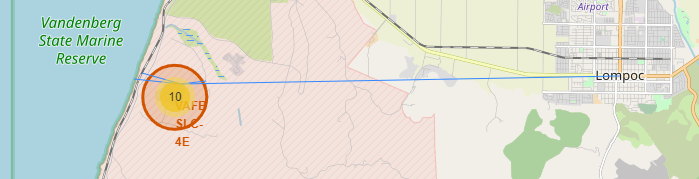 Vandenberg
State Marine
Reserve
Airport
Lompoc
10
VAFB
SLC-
4E